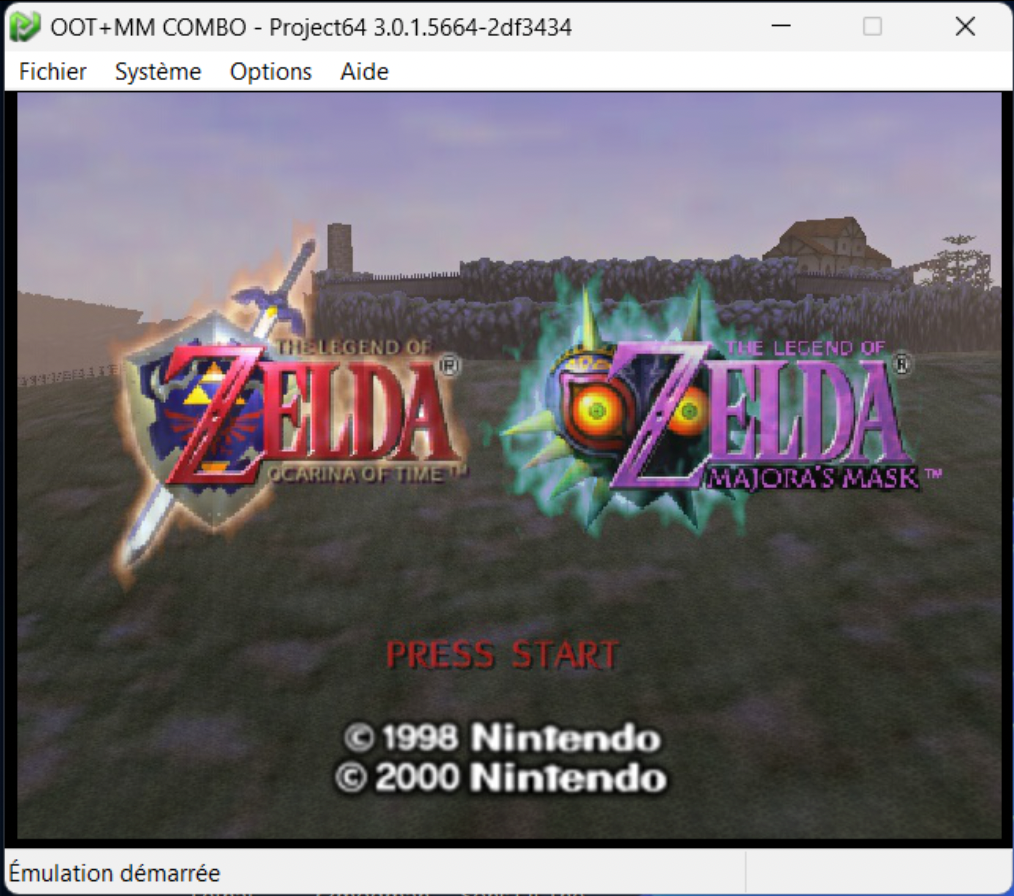 OOT+MM COMBO - Project64 3.0.1.5664-2df3434
Fichier Système Options Aide
THE LEGEND OF
ZELDA®
OCARINA OF TIME™
THE LEGEND OF
ZELDA®
MAJORA'S MASK™
PRESS START
© 1998 Nintendo
© 2000 Nintendo
Émulation démarrée